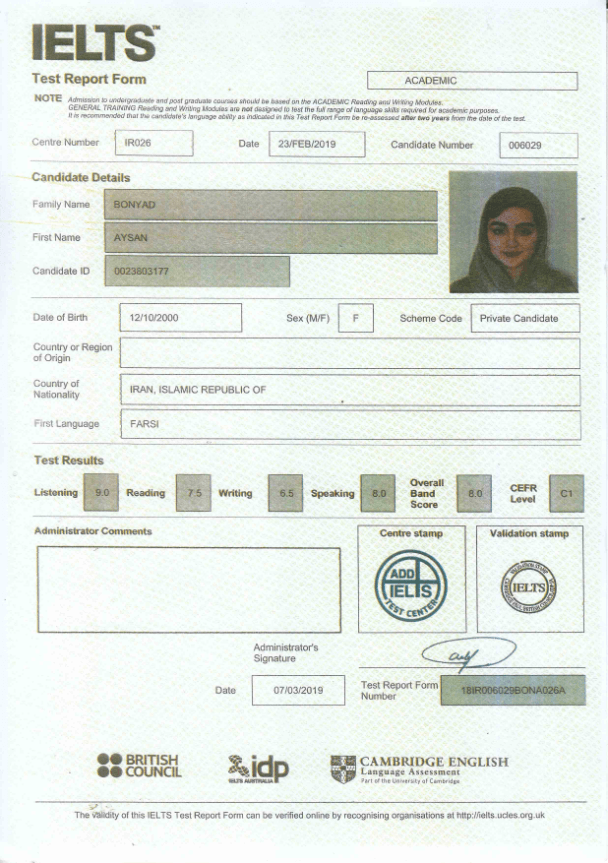 IELTS™
Test Report Form
ACADEMIC
NOTE Admission to undergraduate and post graduate courses should be based on the ACADEMIC Reading and Writing Modules.
GENERAL TRAINING Reading and Writing Modules are not designed to test the full range of language skills required for academic purposes.
It is recommended that the candidate's language ability as indicated in this Test Report Form be re-assessed after two years from the date of the test.
Centre Number IR026 Date 23/FEB/2019 Candidate Number 006029
Candidate Details
Family Name BONYAD
First Name AYSAN
Candidate ID 0023803177
Date of Birth 12/10/2000 Sex (M/F) F Scheme Code Private Candidate
Country or Region
of Origin
Country of
Nationality IRAN, ISLAMIC REPUBLIC OF
First Language FARSI
Test Results
Listening 9.0 Reading 7.5 Writing 6.5 Speaking 8.0 Overall Band Score 8.0 CEFR Level C1
Administrator Comments
Centre stamp
ADD
IELTS
TEST CENTER
Validation stamp
IELTS
Administrator's
Signature
Date 07/03/2019
Test Report Form
Number 18IR006029BONA026A
BRITISH
COUNCIL
idp
IELTS AUSTRALIA
CAMBRIDGE ENGLISH
Language Assessment
Part of the University of Cambridge
The validity of this IELTS Test Report Form can be verified online by recognising organisations at http://ielts.ucles.org.uk